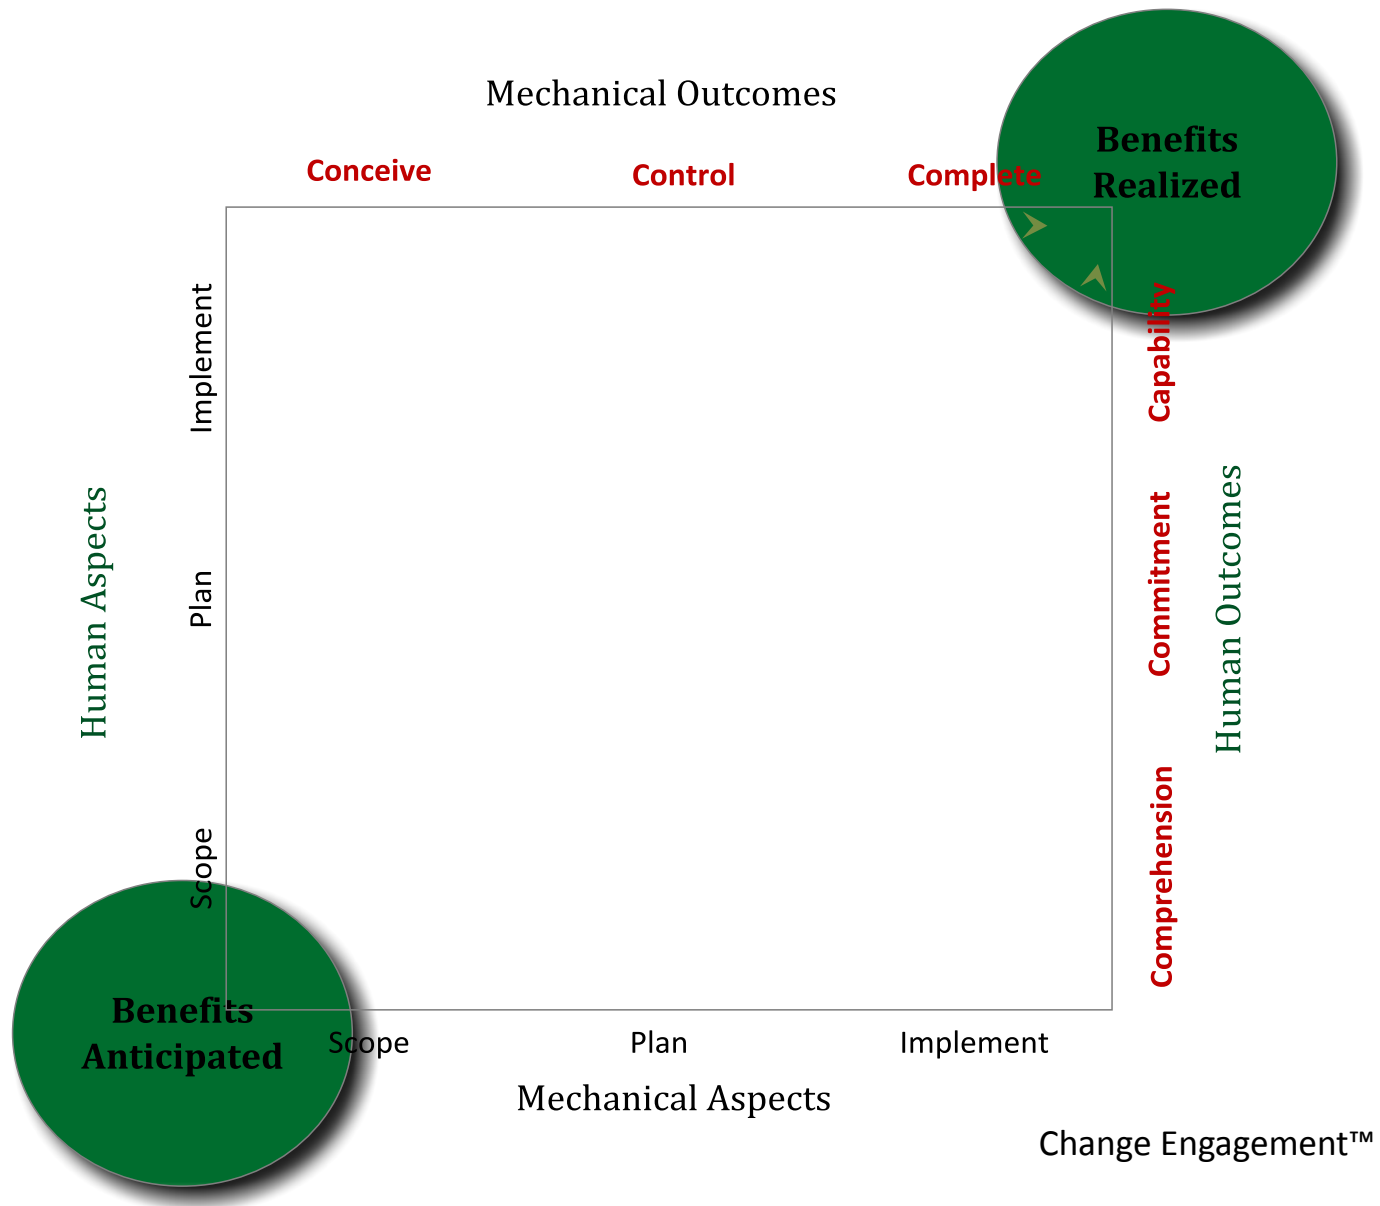 Mechanical Outcomes
Benefits
Realized
Conceive
Control
Complete
Implement
Plan
Scope
Human Aspects
Capability
Commitment
Comprehension
Human Outcomes
Benefits
Anticipated
Scope
Plan
Implement
Mechanical Aspects
Change Engagement™